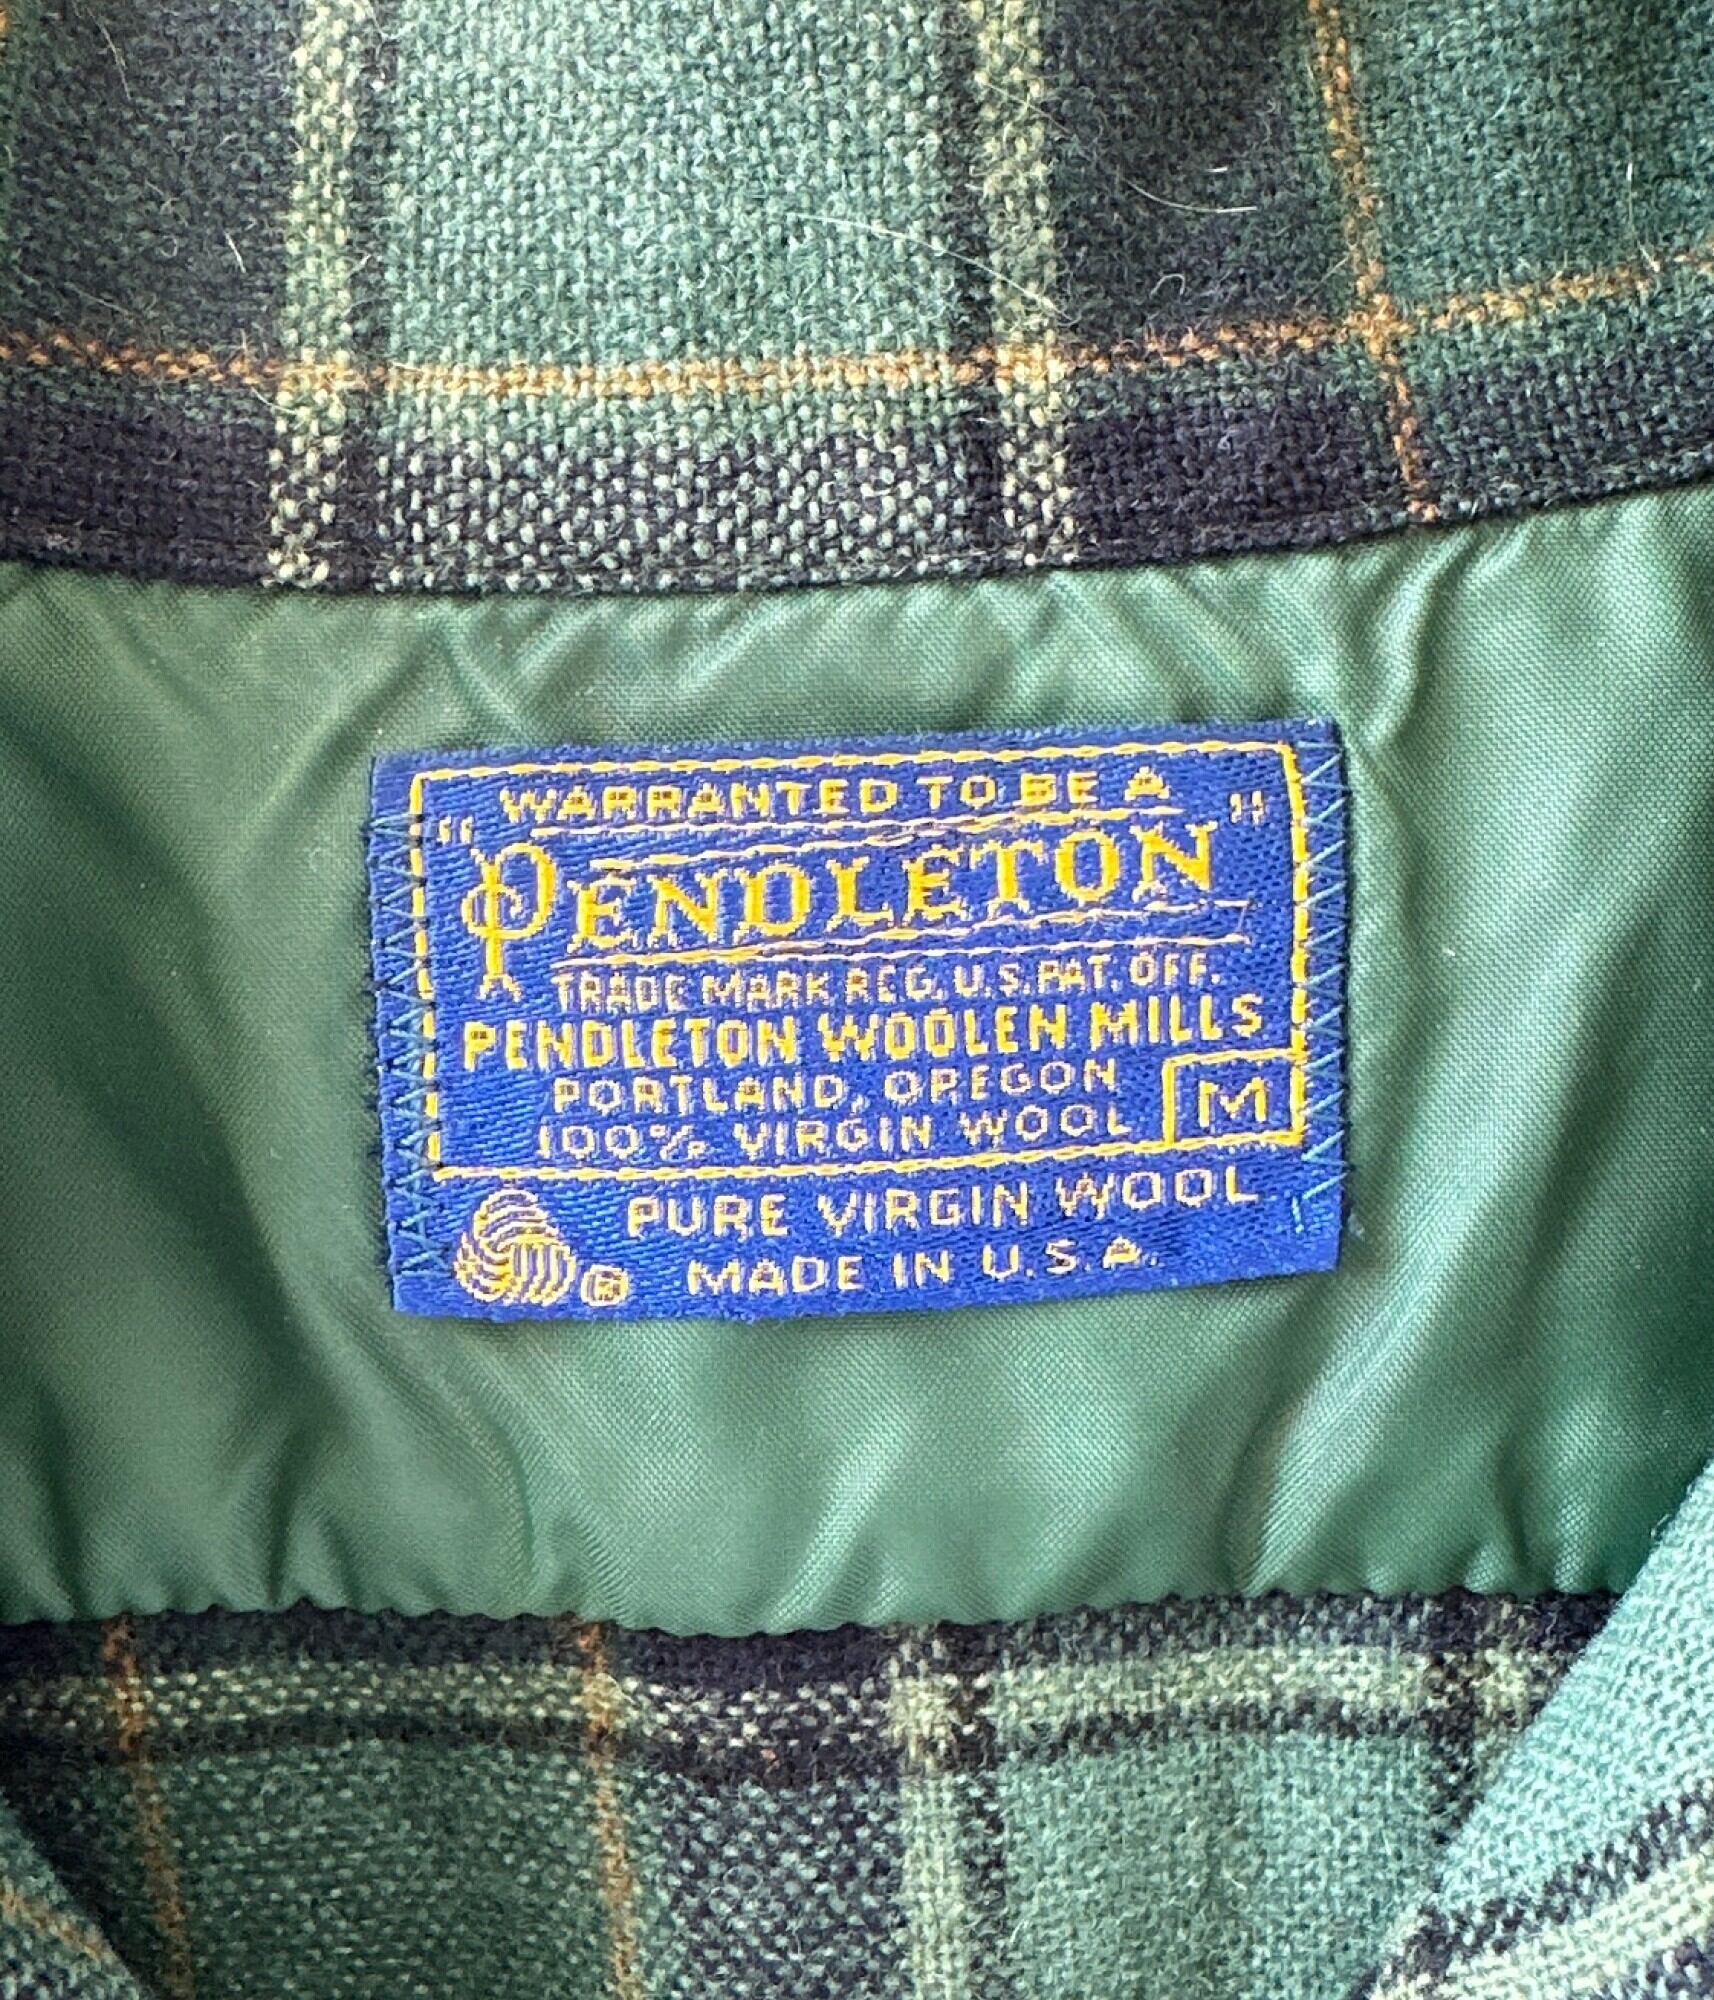 WARRANTED TO BE A
"PENDLETON"
TRADE MARK REG. U.S. PAT. OFF.
PENDLETON WOOLEN MILLS
PORTLAND, OREGON
100% VIRGIN WOOL M
PURE VIRGIN WOOL
® MADE IN U.S.A.